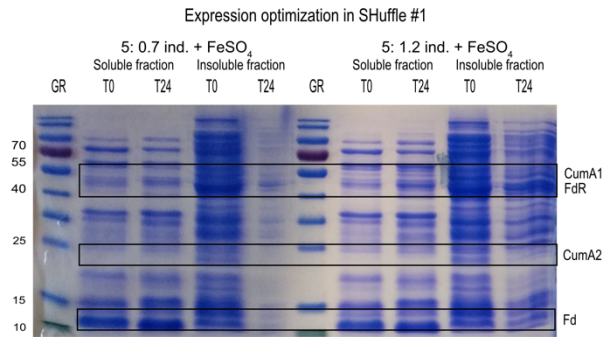 Expression optimization in SHuffle #1
5: 0.7 ind. + FeSO4 5: 1.2 ind. + FeSO4
Soluble fraction Insoluble fraction Soluble fraction Insoluble fraction
GR T0 T24 T0 T24 GR T0 T24 T0 T24
70
55
40
25
15
10
CumA1
FdR
CumA2
Fd